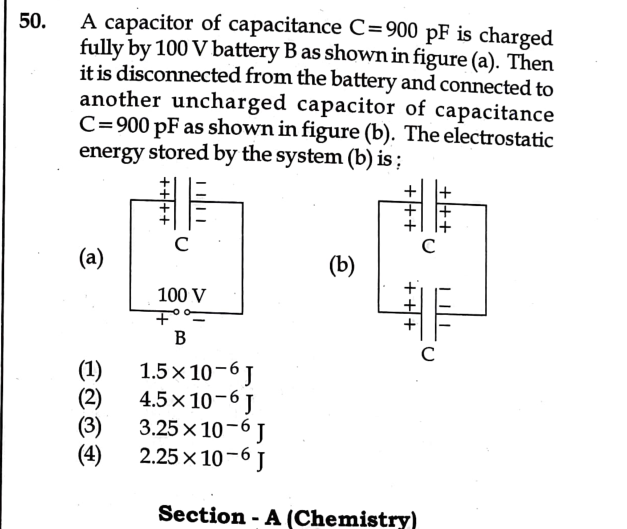 50. A capacitor of capacitance C=900 pF is charged
fully by 100 V battery B as shown in figure (a). Then
it is disconnected from the battery and connected to
another uncharged capacitor of capacitance
C=900 pF as shown in figure (b). The electrostatic
energy stored by the system (b) is :
+ + + + − − − −
C
(a)
100 V
+ −
B
+ + + + + + + +
C
(b)
+ + + − − −
C
(1) 1.5 × 10⁻⁶ J
(2) 4.5 × 10⁻⁶ J
(3) 3.25 × 10⁻⁶ J
(4) 2.25 × 10⁻⁶ J
Section - A (Chemistry)